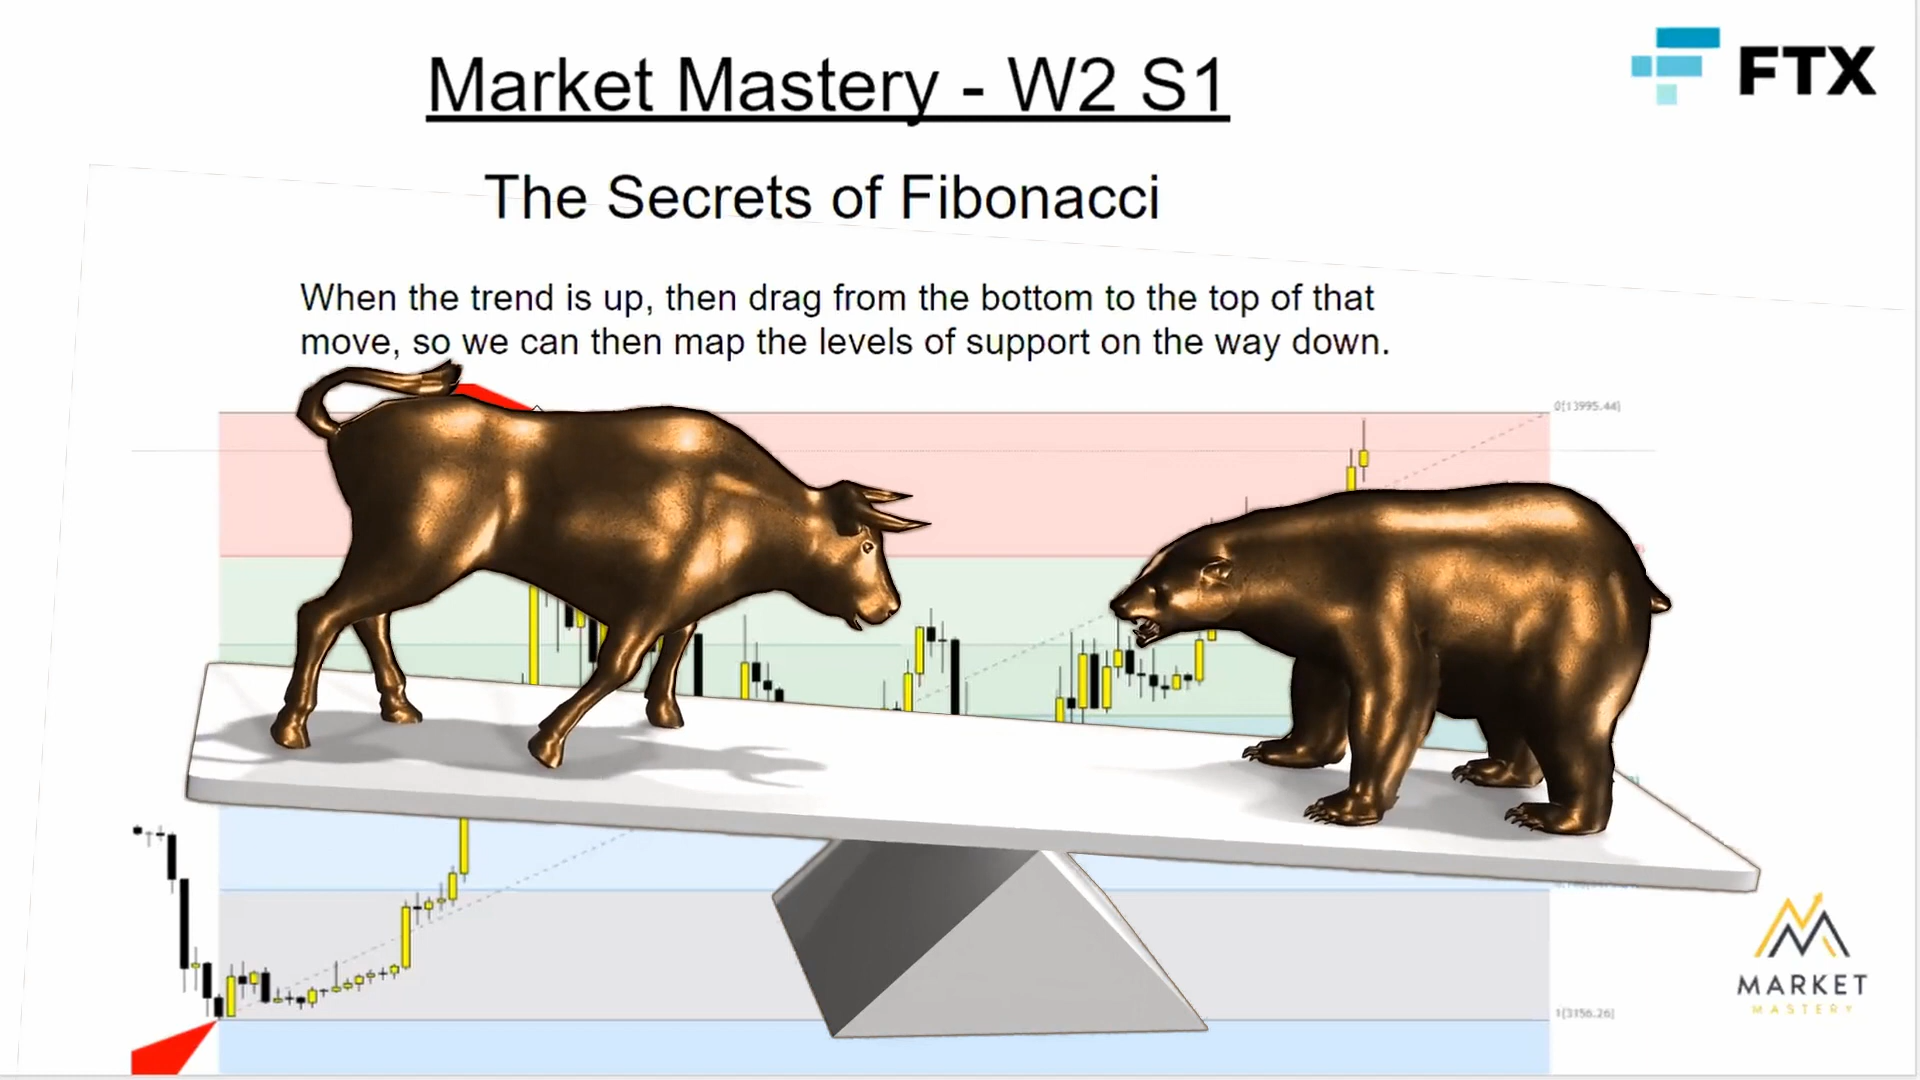 Market Mastery - W2 S1
FTX
The Secrets of Fibonacci
When the trend is up, then drag from the bottom to the top of that
move, so we can then map the levels of support on the way down.
0(13995.44)
MARKET
MASTERY
1(3156.26)